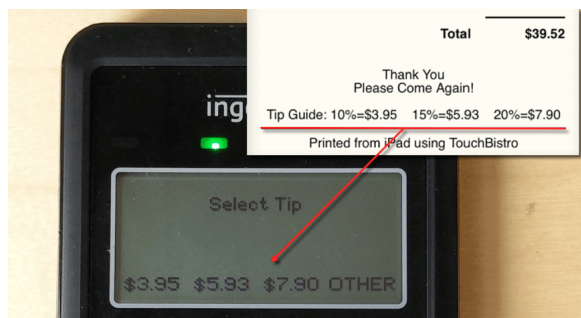 Total $39.52
Thank You
Please Come Again!
Tip Guide: 10%=$3.95 15%=$5.93 20%=$7.90
Printed from iPad using TouchBistro
Select Tip
$3.95 $5.93 $7.90 OTHER